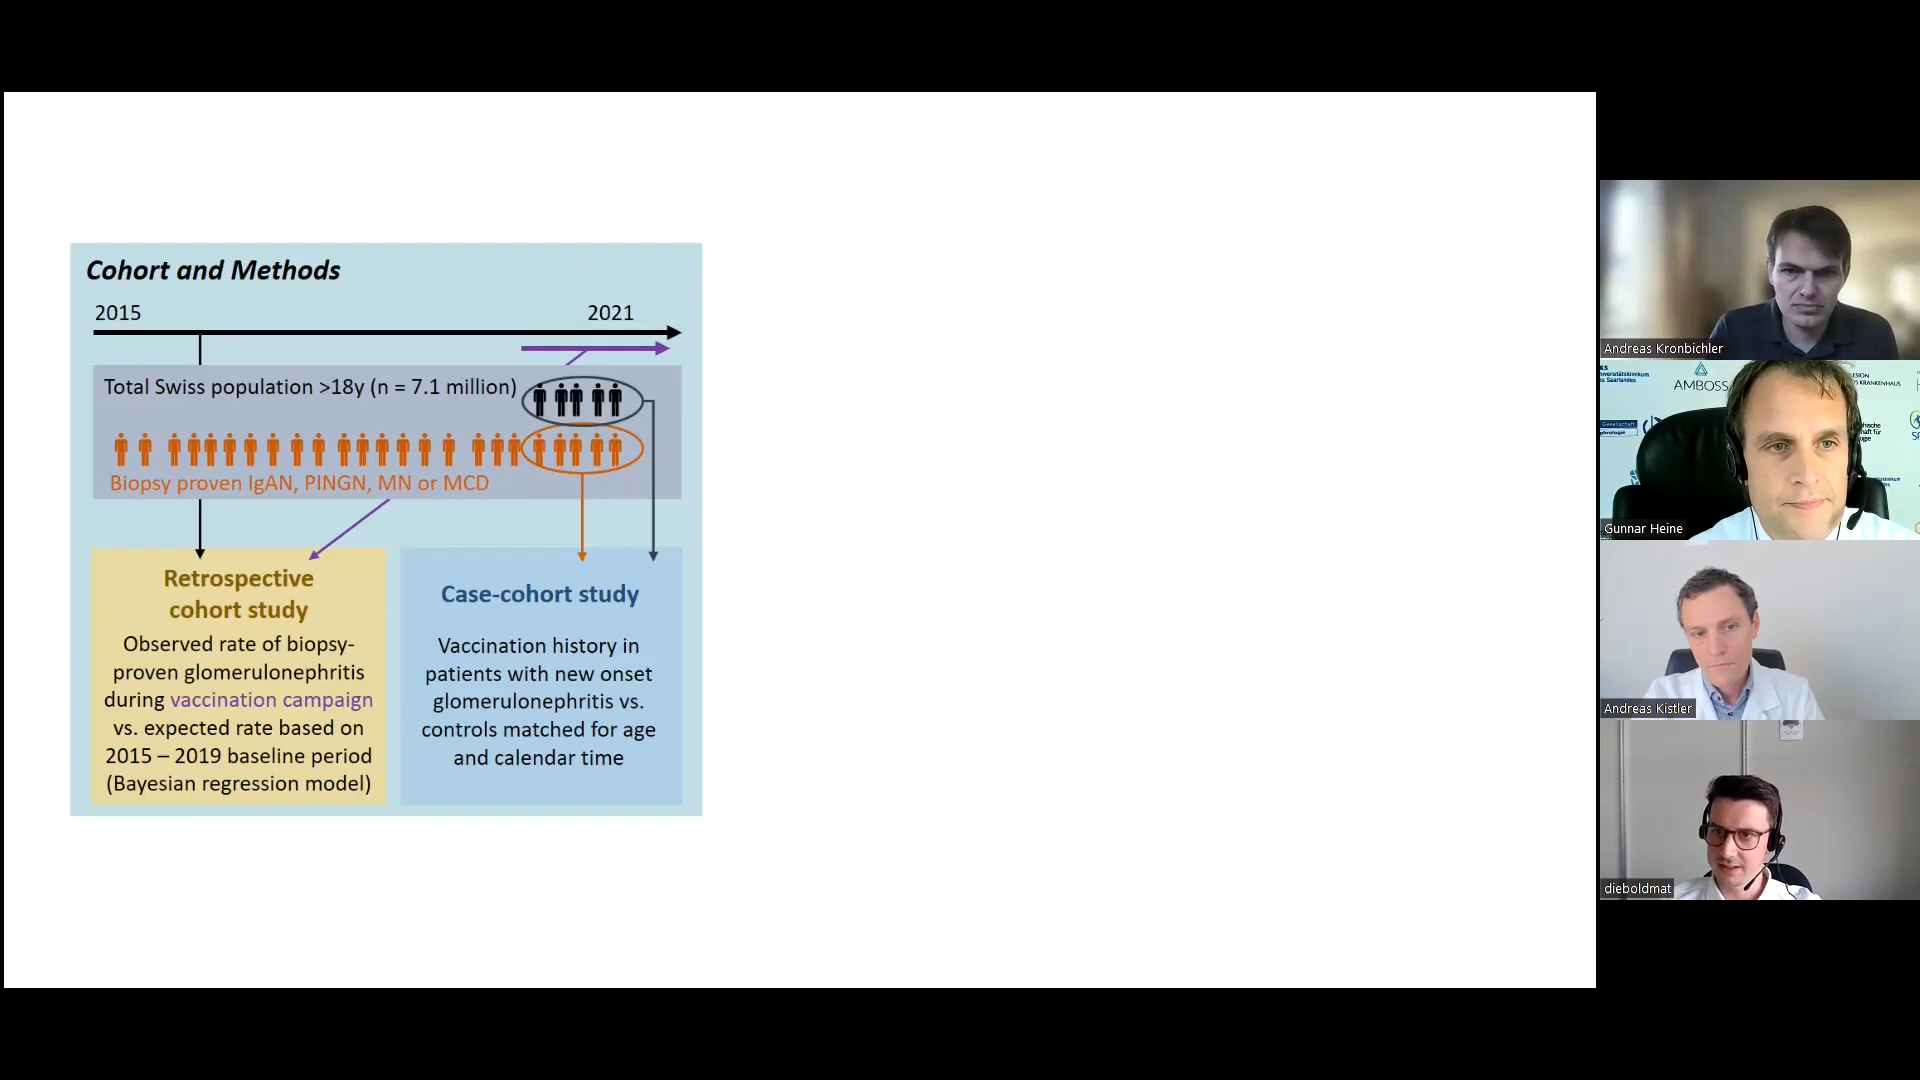 Cohort and Methods
2015
2021
Total Swiss population >18y (n = 7.1 million)
Biopsy proven IgAN, PINGN, MN or MCD
Retrospective
cohort study
Observed rate of biopsy-
proven glomerulonephritis
during vaccination campaign
vs. expected rate based on
2015 – 2019 baseline period
(Bayesian regression model)
Case-cohort study
Vaccination history in
patients with new onset
glomerulonephritis vs.
controls matched for age
and calendar time
Andreas Kronbichler
AMBOSS
KRANKENHAUS
Gunnar Heine
Andreas Kistler
dieboldmat